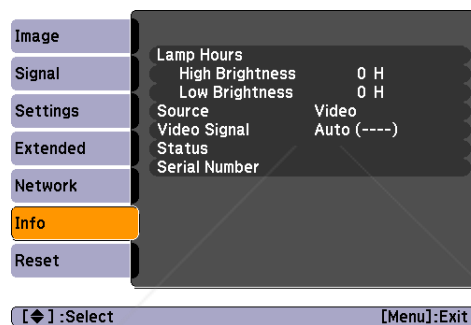 Image
Signal
Settings
Extended
Network
Info
Reset
Lamp Hours
High Brightness 0 H
Low Brightness 0 H
Source Video
Video Signal Auto (----)
Status
Serial Number
[◆] :Select [Menu]:Exit